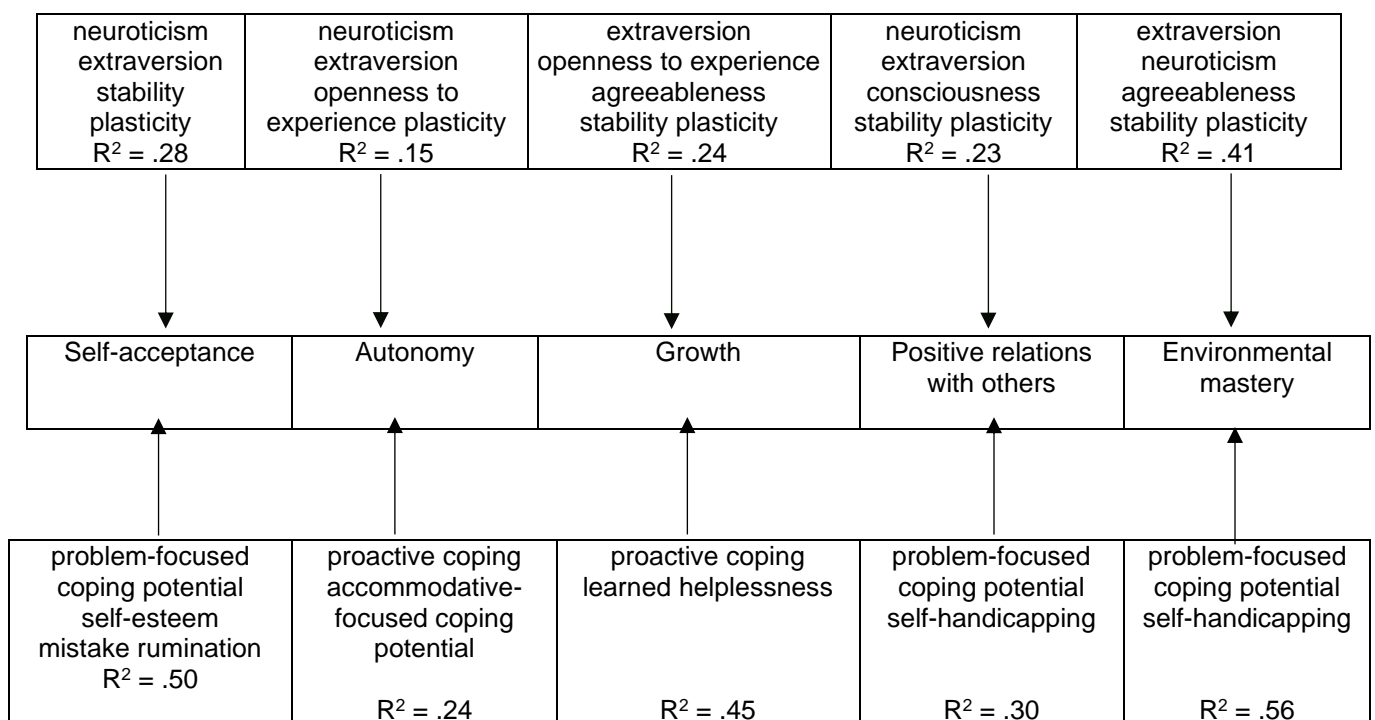 neuroticism
extraversion
stability
plasticity
R² = .28
neuroticism
extraversion
openness to
experience plasticity
R² = .15
extraversion
openness to experience
agreeableness
stability plasticity
R² = .24
neuroticism
extraversion
consciousness
stability plasticity
R² = .23
extraversion
neuroticism
agreeableness
stability plasticity
R² = .41
Self-acceptance
Autonomy
Growth
Positive relations
with others
Environmental
mastery
problem-focused
coping potential
self-esteem
mistake rumination
R² = .50
proactive coping
accommodative-
focused coping
potential
R² = .24
proactive coping
learned helplessness
R² = .45
problem-focused
coping potential
self-handicapping
R² = .30
problem-focused
coping potential
self-handicapping
R² = .56